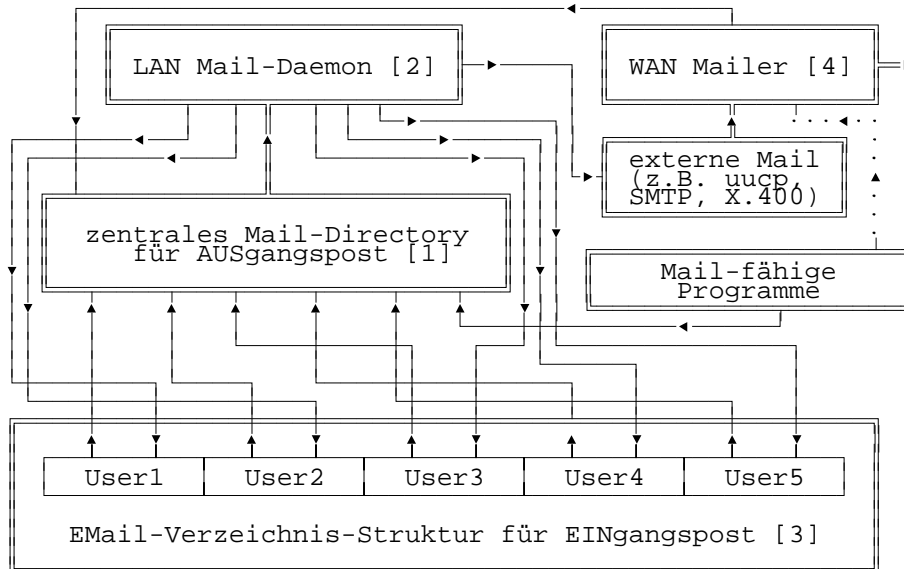 LAN Mail-Daemon [2]
WAN Mailer [4]
externe Mail
(z.B. uucp,
SMTP, X.400)
zentrales Mail-Directory
für AUSgangspost [1]
Mail-fähige
Programme
User1
User2
User3
User4
User5
EMail-Verzeichnis-Struktur für EINgangspost [3]